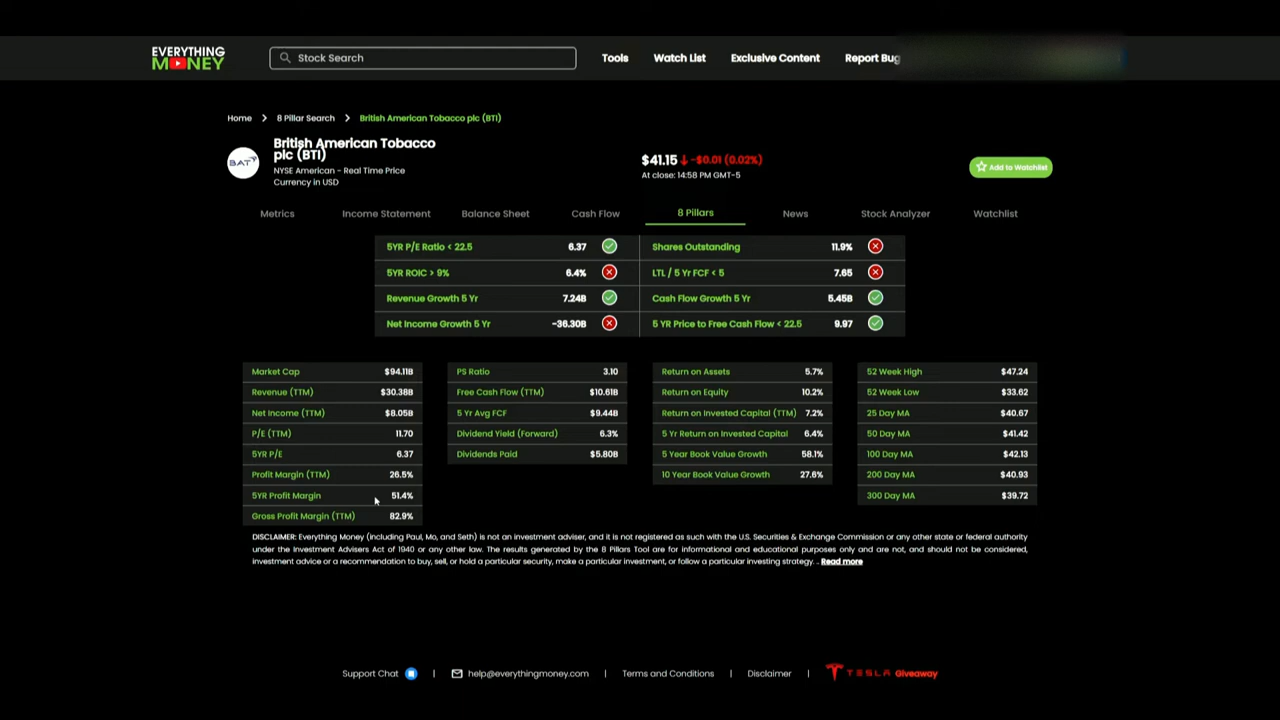 EVERYTHING
MONEY
Stock Search
Tools
Watch List
Exclusive Content
Report Bug
Home
8 Pillar Search
British American Tobacco plc (BTI)
BAT
British American Tobacco
plc (BTI)
NYSE American - Real Time Price
Currency in USD
$41.15 -$0.01 (0.02%)
At close: 14:58 PM GMT-5
Add to Watchlist
Metrics
Income Statement
Balance Sheet
Cash Flow
8 Pillars
News
Stock Analyzer
Watchlist
5YR P/E Ratio < 22.5 6.37
5YR ROIC > 9% 6.4%
Revenue Growth 5 Yr 7.24B
Net Income Growth 5 Yr -36.30B
Shares Outstanding 11.9%
LTL / 5 Yr FCF < 5 7.65
Cash Flow Growth 5 Yr 5.45B
5 YR Price to Free Cash Flow < 22.5 9.97
Market Cap $94.11B
Revenue (TTM) $30.38B
Net Income (TTM) $8.05B
P/E (TTM) 11.70
5YR P/E 6.37
Profit Margin (TTM) 26.5%
5YR Profit Margin 51.4%
Gross Profit Margin (TTM) 82.9%
PS Ratio 3.10
Free Cash Flow (TTM) $10.61B
5 Yr Avg FCF $9.44B
Dividend Yield (Forward) 6.3%
Dividends Paid $5.80B
Return on Assets 5.7%
Return on Equity 10.2%
Return on Invested Capital (TTM) 7.2%
5 Yr Return on Invested Capital 6.4%
5 Year Book Value Growth 58.1%
10 Year Book Value Growth 27.6%
52 Week High $47.24
52 Week Low $33.62
25 Day MA $40.67
50 Day MA $41.42
100 Day MA $42.13
200 Day MA $40.93
300 Day MA $39.72
DISCLAIMER: Everything Money (including Paul, Mo, and Seth) is not an investment adviser, and it is not registered as such with the U.S. Securities & Exchange Commission or any other state or federal authority
under the Investment Advisers Act of 1940 or any other law. The results generated by the 8 Pillars Tool are for informational and educational purposes only and are not, and should not be considered,
investment advice or a recommendation to buy, sell, or hold a particular security, make a particular investment, or follow a particular investing strategy. .. Read more
Support Chat
help@everythingmoney.com
Terms and Conditions
Disclaimer
TESLA Giveaway